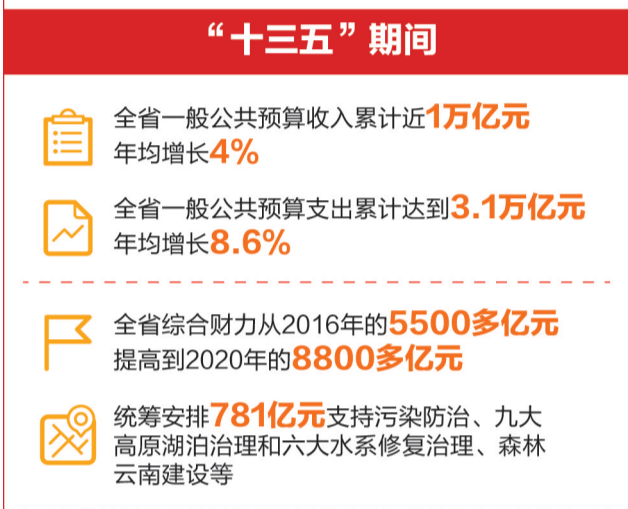 “十三五”期间
全省一般公共预算收入累计近1万亿元
年均增长4%
全省一般公共预算支出累计达到3.1万亿元
年均增长8.6%
全省综合财力从2016年的5500多亿元
提高到2020年的8800多亿元
统筹安排781亿元支持污染防治、九大
高原湖泊治理和六大水系修复治理、森林
云南建设等